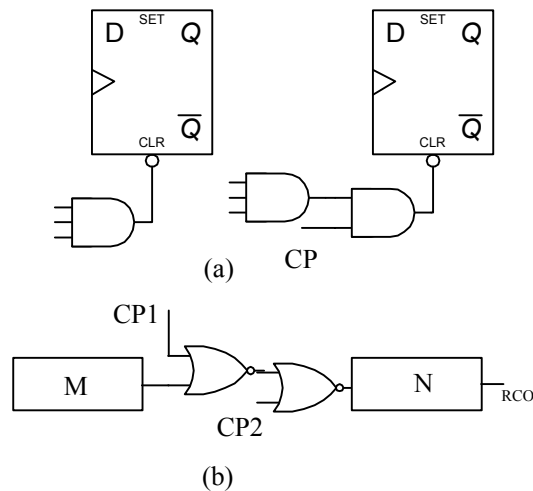 D SET Q
Q
CLR
D SET Q
Q
CLR
CP
(a)
CP1
M
N
RCO
CP2
(b)